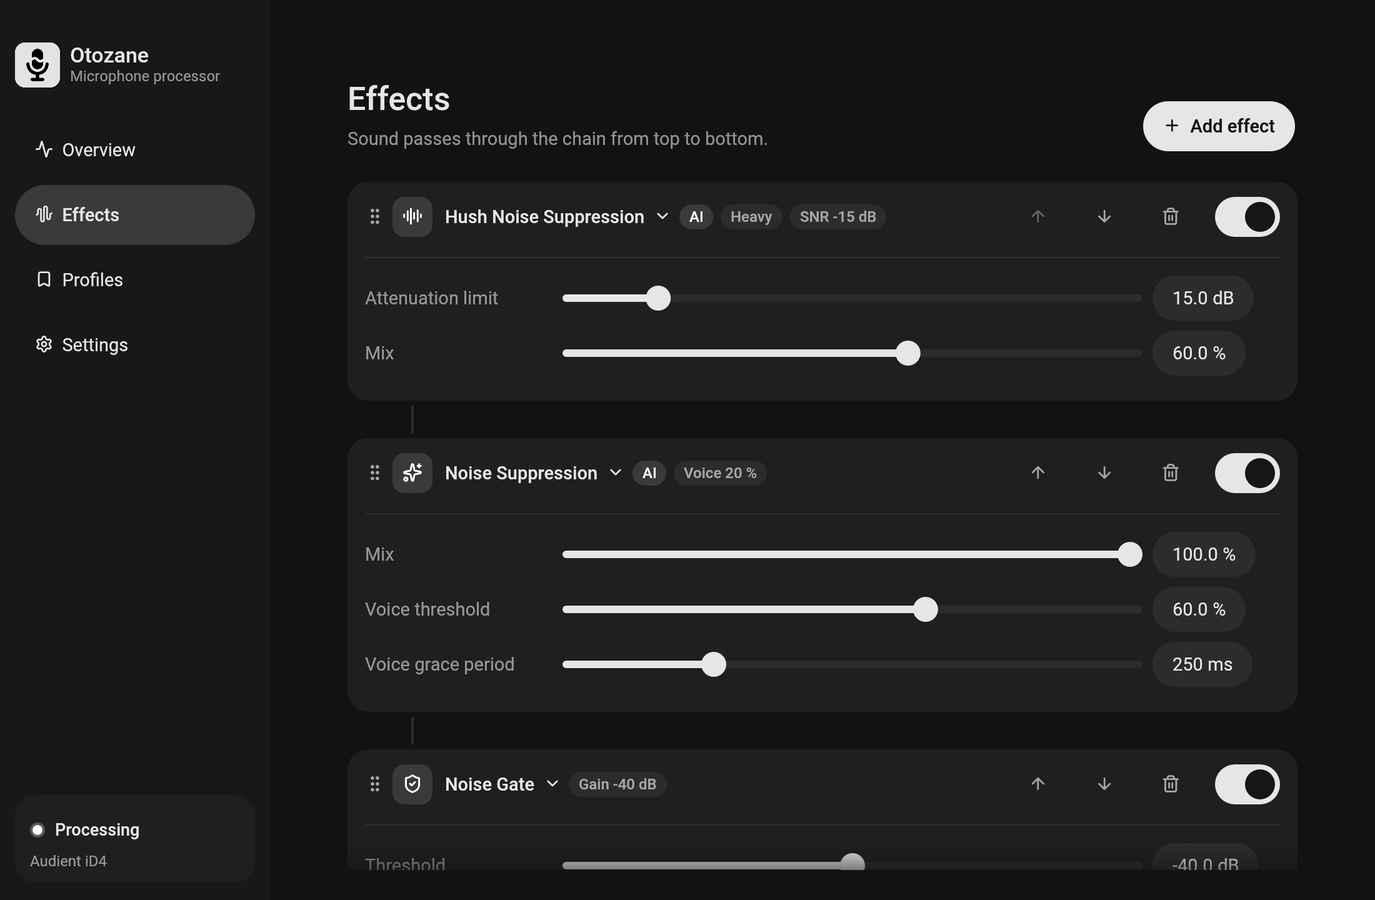 Otozane
Microphone processor
Overview
Effects
Profiles
Settings
Processing
Audient iD4
Effects
Sound passes through the chain from top to bottom.
+ Add effect
Hush Noise Suppression AI Heavy SNR -15 dB
Attenuation limit 15.0 dB
Mix 60.0 %
Noise Suppression AI Voice 20 %
Mix 100.0 %
Voice threshold 60.0 %
Voice grace period 250 ms
Noise Gate Gain -40 dB
Threshold -40.0 dB